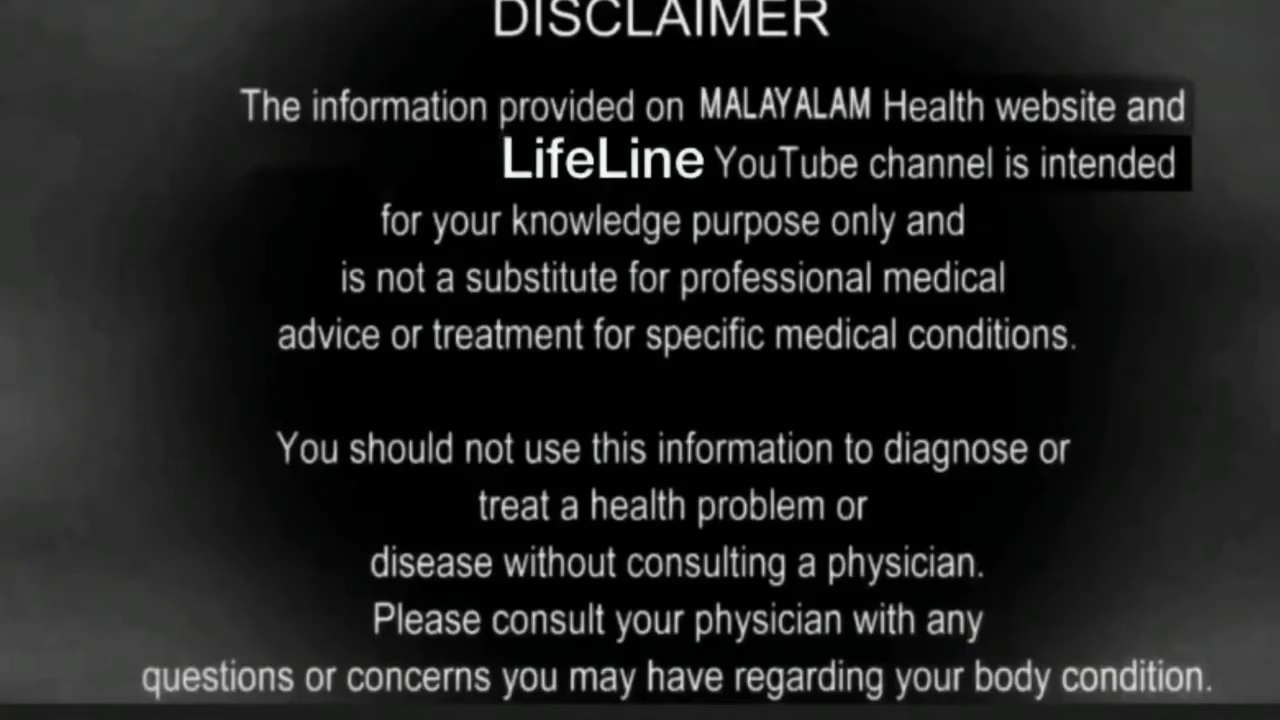 DISCLAIMER
The information provided on MALAYALAM Health website and
LifeLine YouTube channel is intended
for your knowledge purpose only and
is not a substitute for professional medical
advice or treatment for specific medical conditions.
You should not use this information to diagnose or
treat a health problem or
disease without consulting a physician.
Please consult your physician with any
questions or concerns you may have regarding your body condition.